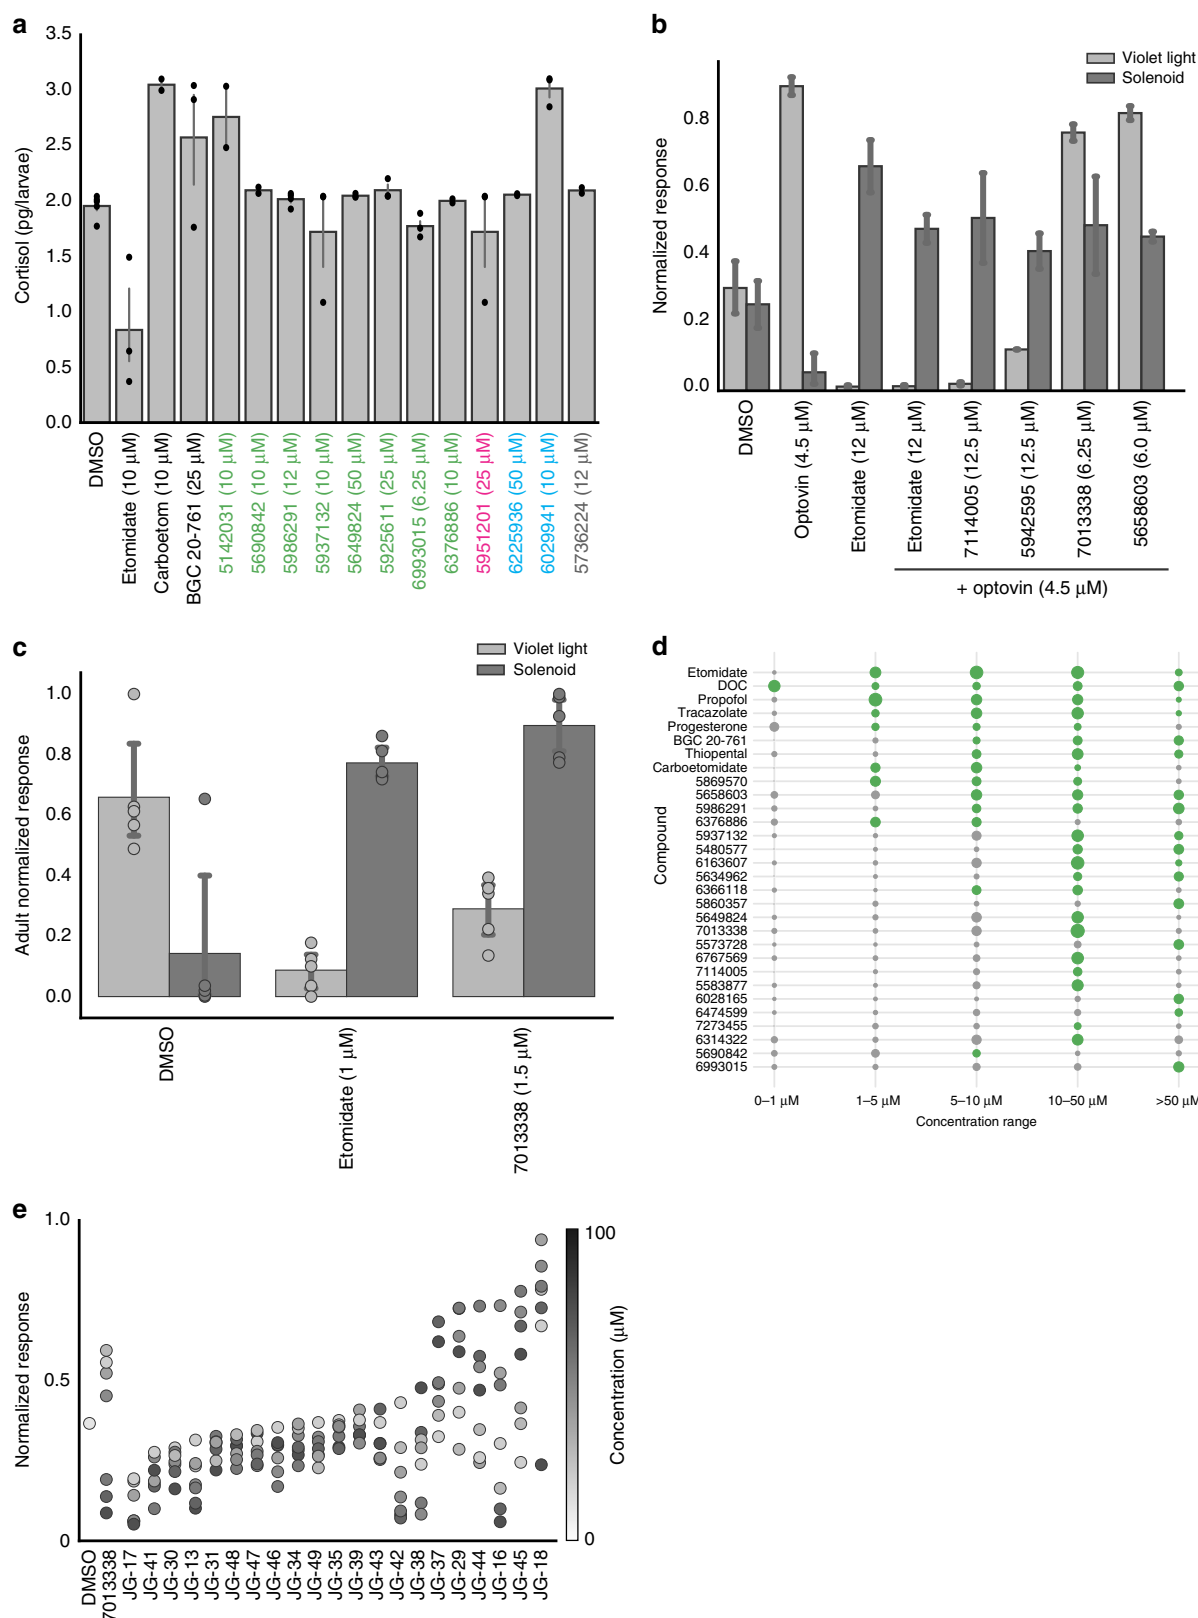 a
3.5
3.0
2.5
2.0
1.5
1.0
0.5
0.0
Cortisol (pg/larvae)
DMSO
Etomidate (10 µM)
Carboetom (10 µM)
BGC 20-761 (25 µM)
5142031 (10 µM)
5690842 (10 µM)
5986291 (12 µM)
5937132 (10 µM)
5649824 (50 µM)
5925611 (25 µM)
6993015 (6.25 µM)
6376886 (10 µM)
5951201 (25 µM)
6225936 (50 µM)
6029941 (10 µM)
5736224 (12 µM)
b
Violet light
Solenoid
0.8
0.6
0.4
0.2
0.0
Normalized response
DMSO
Optovin (4.5 µM)
Etomidate (12 µM)
Etomidate (12 µM)
7114005 (12.5 µM)
5942595 (12.5 µM)
7013338 (6.25 µM)
5658603 (6.0 µM)
+ optovin (4.5 µM)
c
Violet light
Solenoid
1.0
0.8
0.6
0.4
0.2
0.0
Adult normalized response
DMSO
Etomidate (1 µM)
7013338 (1.5 µM)
d
Compound
Etomidate
DOC
Propofol
Tracazolate
Progesterone
BGC 20-761
Thiopental
Carboetomidate
5869570
5658603
5986291
6376886
5937132
5480577
6163607
5634962
6366118
5860357
5649824
7013338
5573728
6767569
7114005
5583877
6028165
6474599
7273455
6314322
5690842
6993015
0–1 µM
1–5 µM
5–10 µM
10–50 µM
>50 µM
Concentration range
e
1.0
0.5
0
Normalized response
DMSO
7013338
JG-17
JG-41
JG-30
JG-13
JG-31
JG-48
JG-47
JG-46
JG-34
JG-49
JG-35
JG-39
JG-43
JG-42
JG-38
JG-37
JG-29
JG-44
JG-16
JG-45
JG-18
100
0
Concentration (µM)